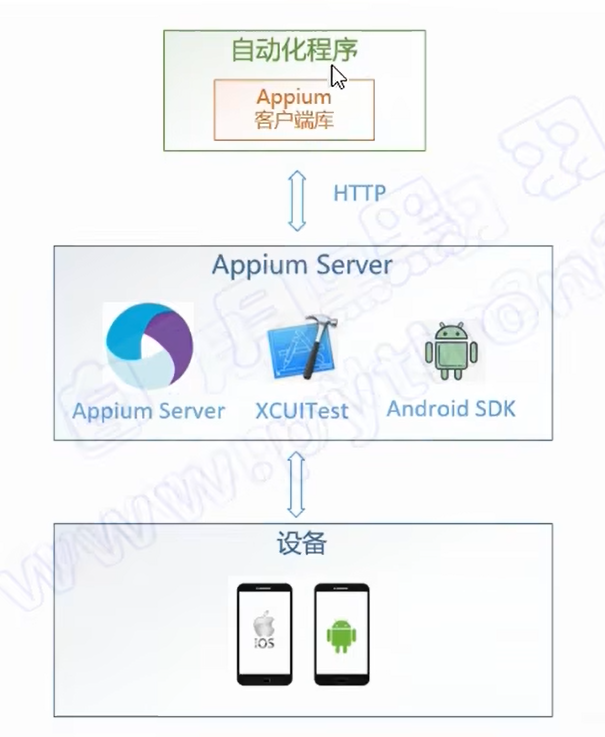 自动化程序
Appium
客户端库
HTTP
Appium Server
Appium Server
XCUITest
Android SDK
设备
iOS